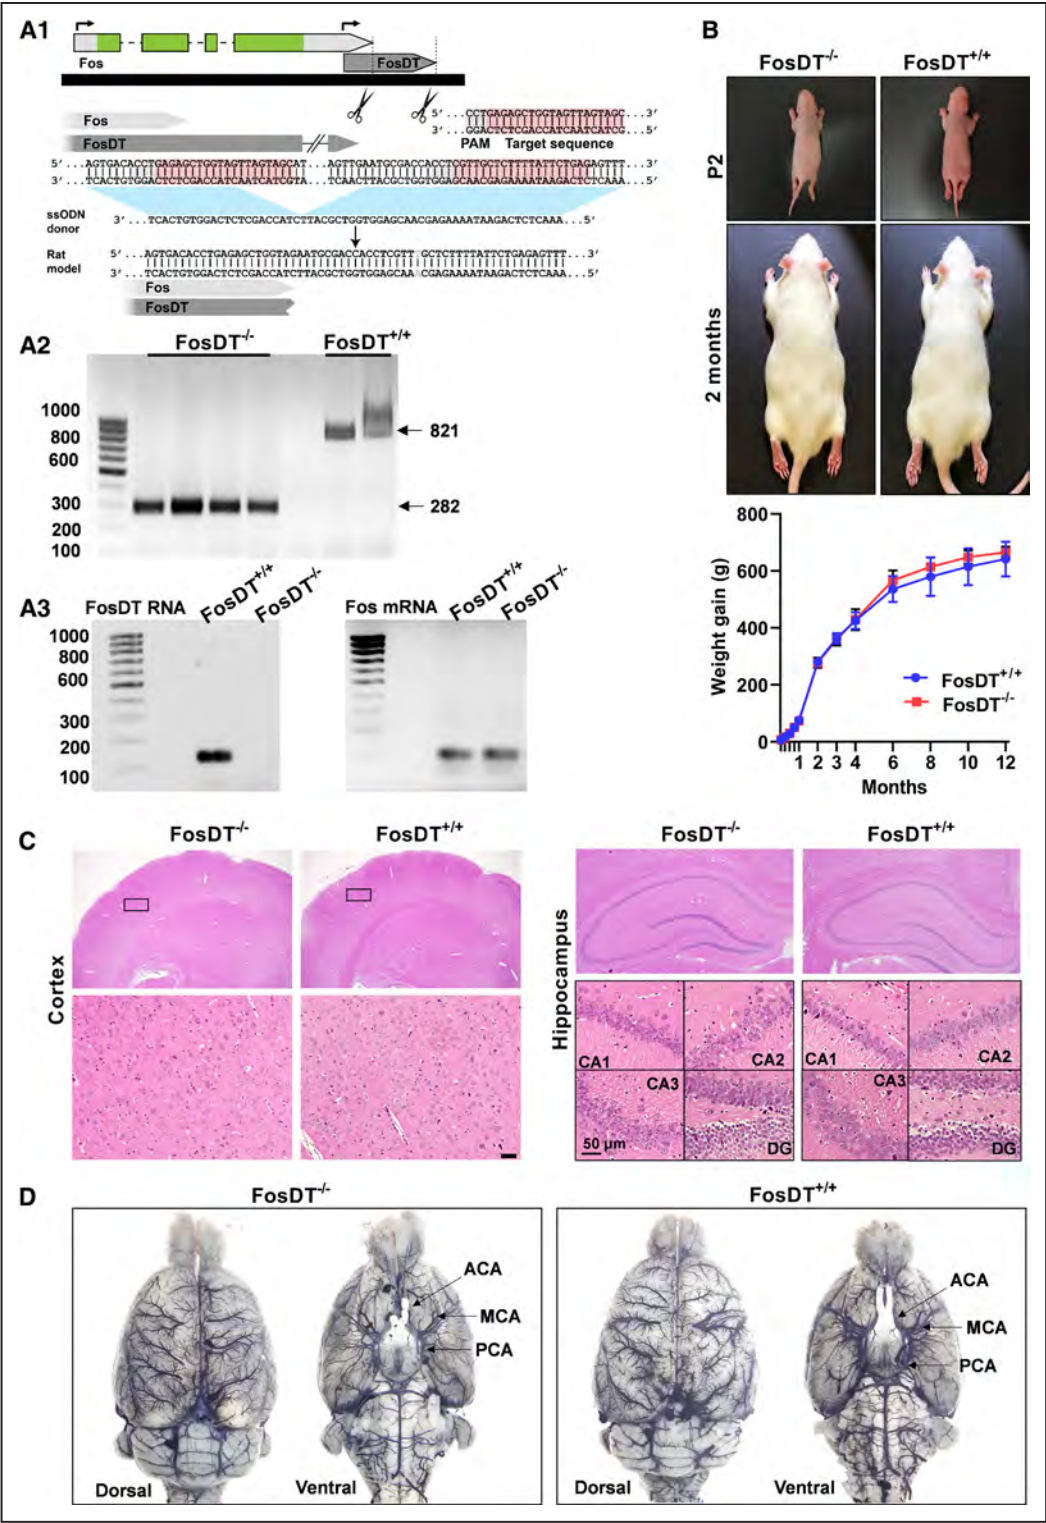 A1
Fos
FosDT
5′...CCTGAGAGCTGGTAGTTAGTAGC...3′
3′...GGACTCTCGACCATCAATCATCG...5′
PAM Target sequence
Fos
FosDT
5′...AGTGACACCTGAGAGCTGGTAGTTAGTAGCAT...AGTTGAATGCGACCACCTCGTTGCTCTTTTATTCTGAGAGTTT...3′
3′...TCACTGTGGACTCTCGACCATCAATCATCGTA...TCAACTTACGCTGGTGGAGCAACGAGAAAATAAGACTCTCAAA...5′
ssODN
donor
3′...TCACTGTGGACTCTCGACCATCTTACGCTGGTGGAGCAACGAGAAAATAAGACTCTCAAA...5′
Rat
model
5′...AGTGACACCTGAGAGCTGGTAGAATGCGACCACCTCGTT GCTCTTTTATTCTGAGAGTTT...3′
3′...TCACTGTGGACTCTCGACCATCTTACGCTGGTGGAGCAA CGAGAAAATAAGACTCTCAAA...5′
Fos
FosDT
A2
FosDT-/-
FosDT+/+
1000
800
600
300
200
100
821
282
A3
FosDT RNA
FosDT+/+
FosDT-/-
1000
800
600
300
200
100
Fos mRNA
FosDT+/+
FosDT-/-
B
FosDT-/-
FosDT+/+
P2
2 months
Weight gain (g)
800
600
400
200
0
FosDT+/+
FosDT-/-
1 2 3 4 6 8 10 12
Months
C
FosDT-/-
FosDT+/+
Cortex
FosDT-/-
FosDT+/+
Hippocampus
CA1
CA2
CA3
DG
50 µm
CA1
CA2
CA3
DG
D
FosDT-/-
FosDT+/+
ACA
MCA
PCA
Dorsal
Ventral
ACA
MCA
PCA
Dorsal
Ventral